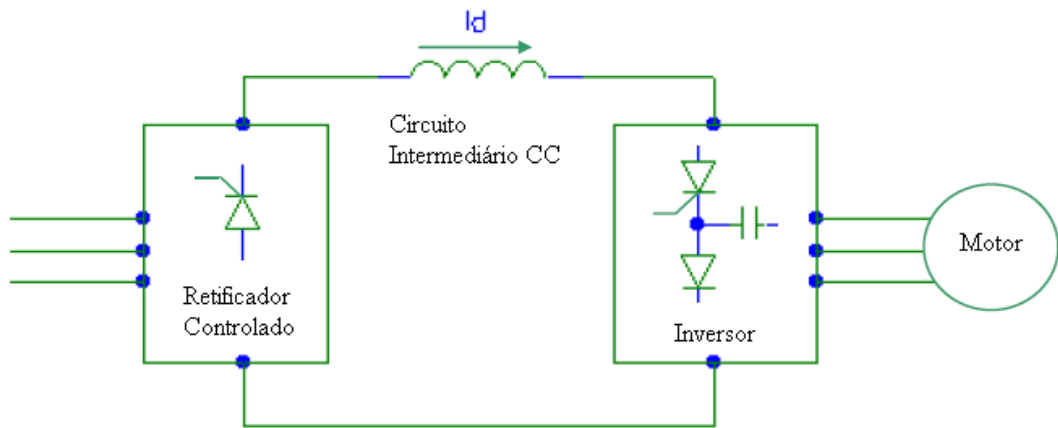 Id
Circuito
Intermediário CC
Retificador
Controlado
Inversor
Motor